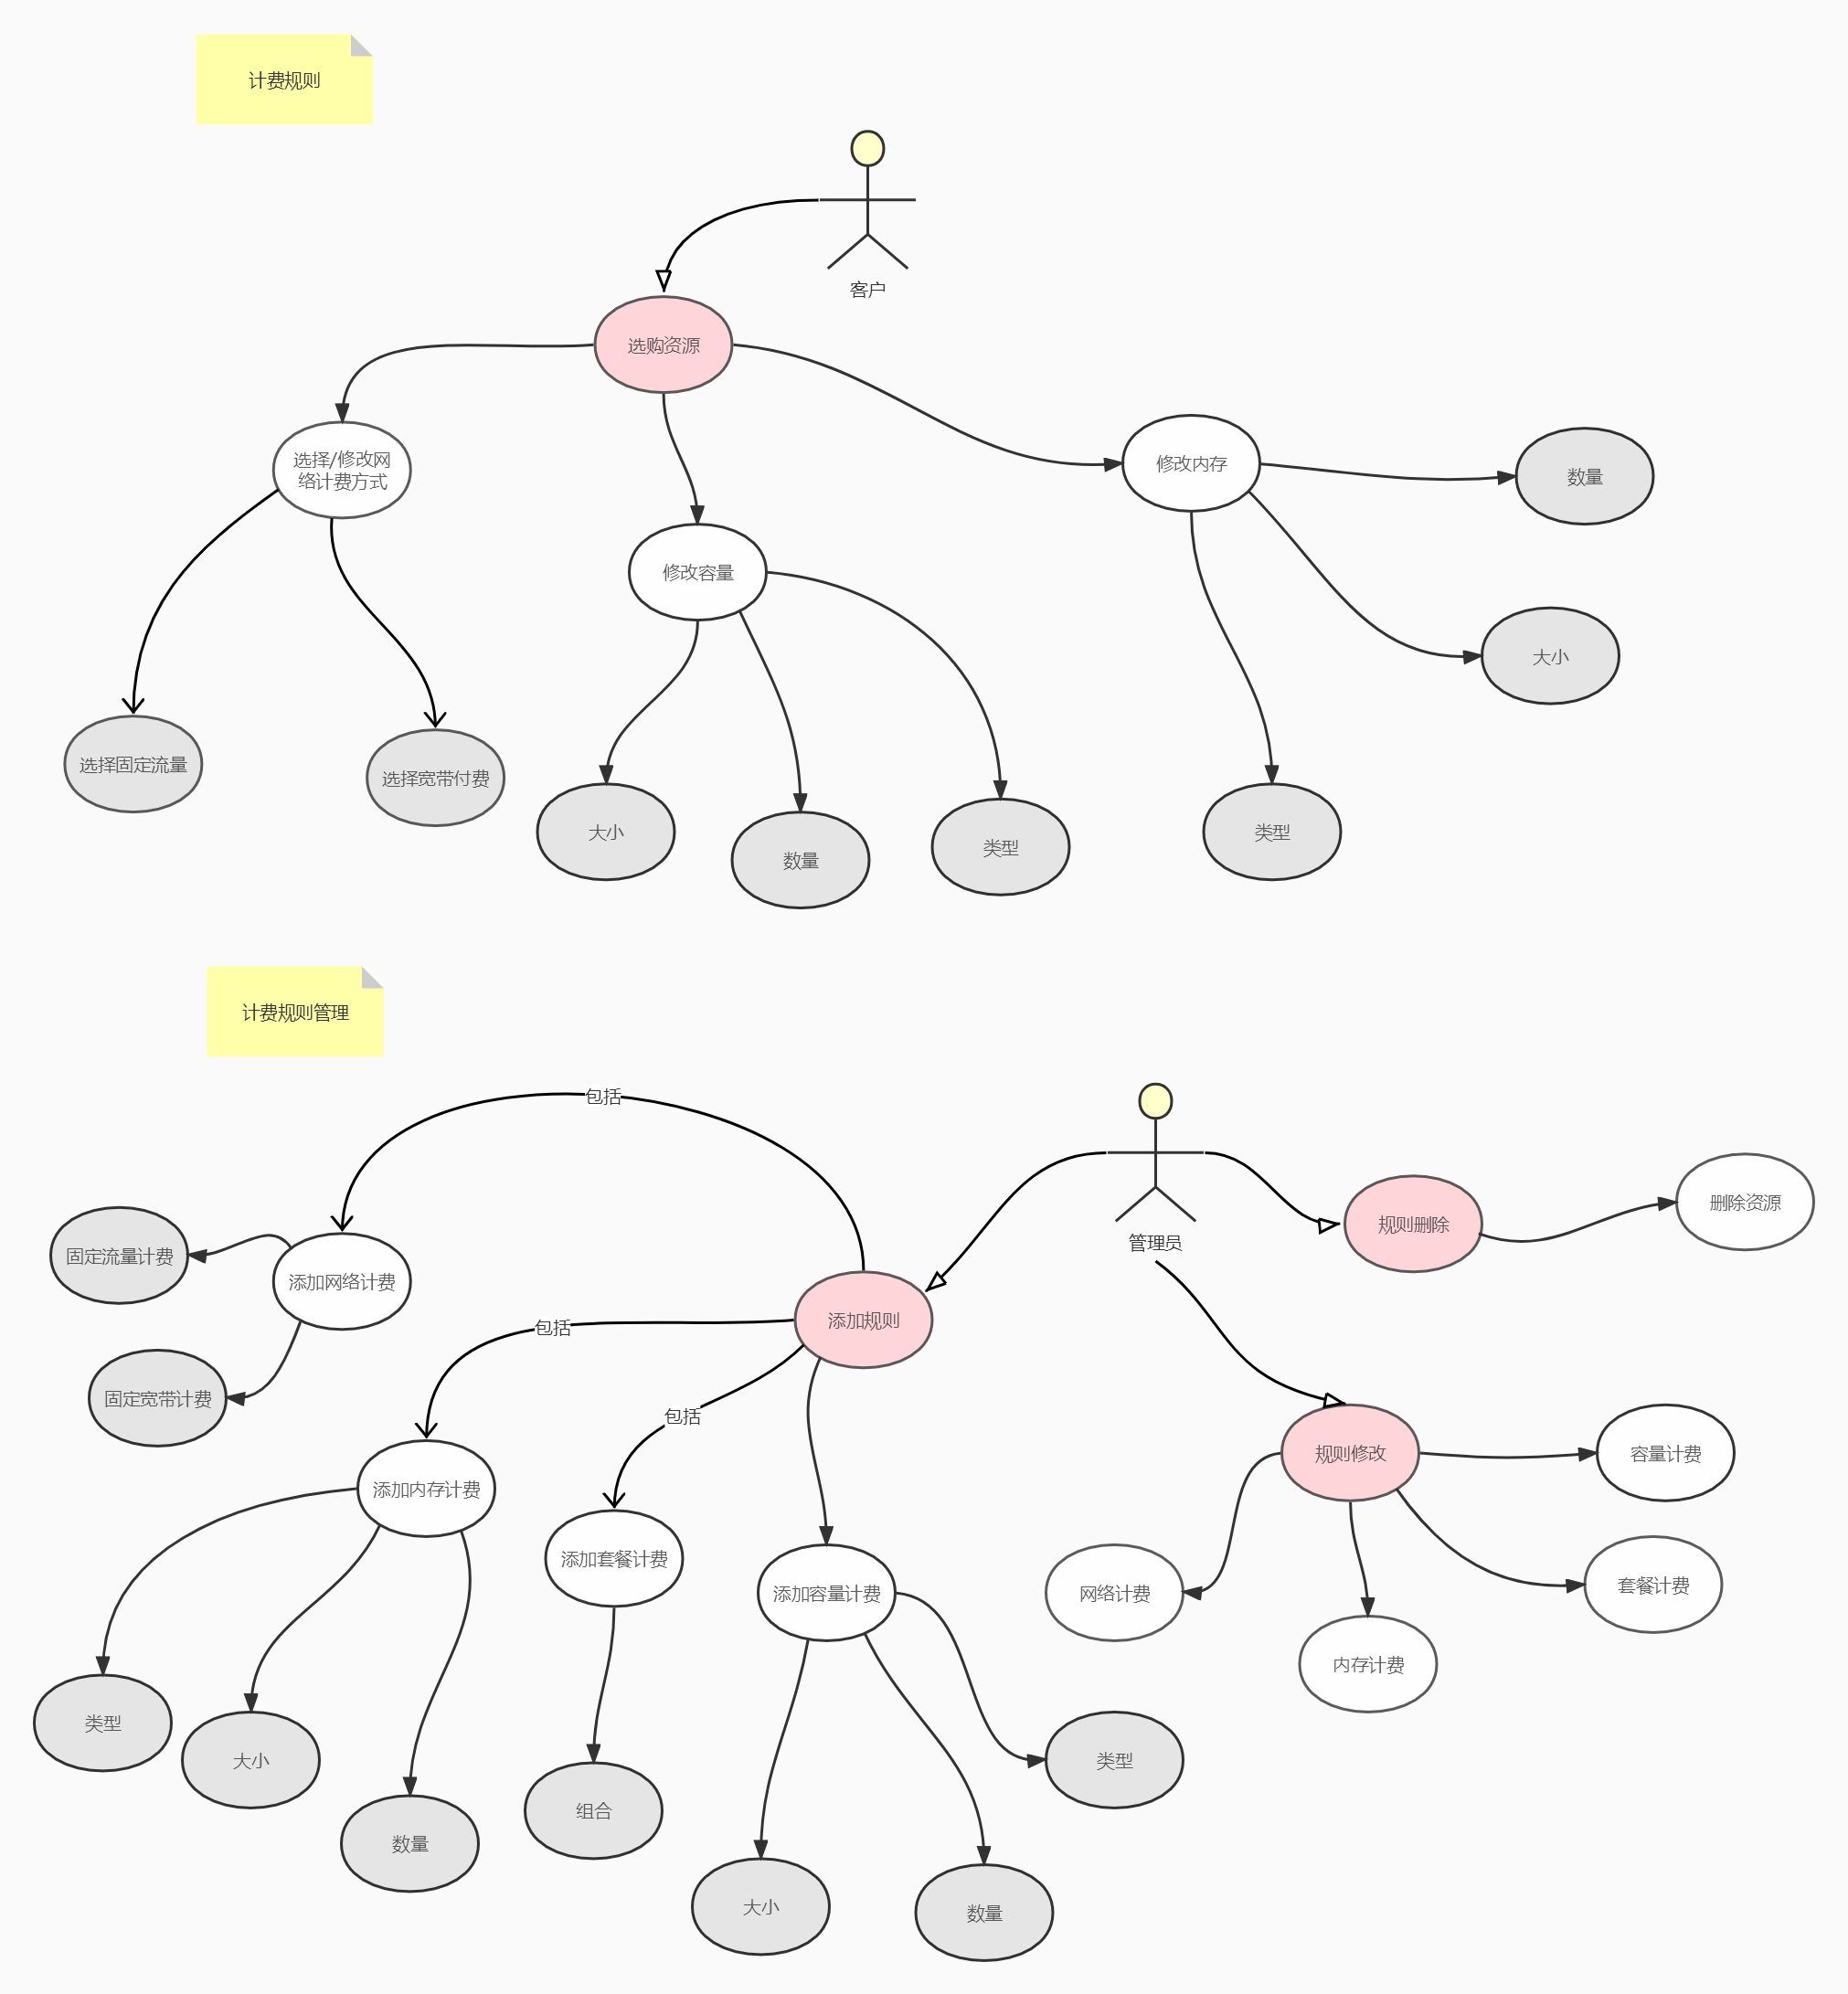 计费规则
客户
选购资源
选择/修改网
络计费方式
修改内存
数量
修改容量
大小
选择固定流量
选择宽带付费
大小
数量
类型
类型
计费规则管理
包括
管理员
删除资源
规则删除
固定流量计费
添加网络计费
添加规则
包括
固定宽带计费
包括
规则修改
容量计费
添加内存计费
添加套餐计费
添加容量计费
网络计费
套餐计费
内存计费
类型
大小
类型
组合
数量
大小
数量